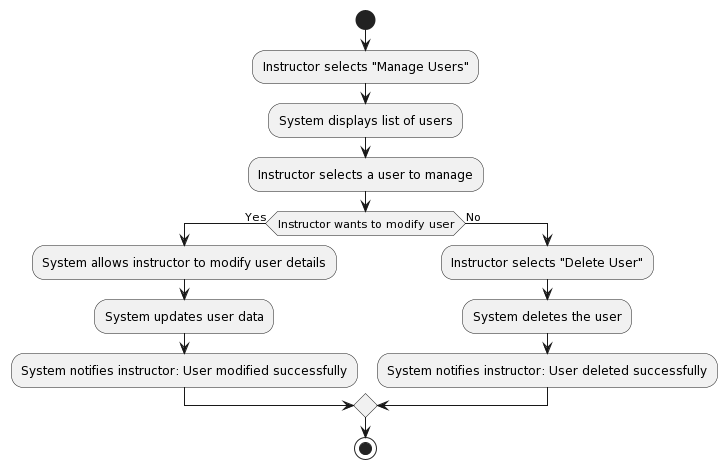 Instructor selects "Manage Users"
System displays list of users
Instructor selects a user to manage
Instructor wants to modify user
Yes
No
System allows instructor to modify user details
System updates user data
System notifies instructor: User modified successfully
Instructor selects "Delete User"
System deletes the user
System notifies instructor: User deleted successfully